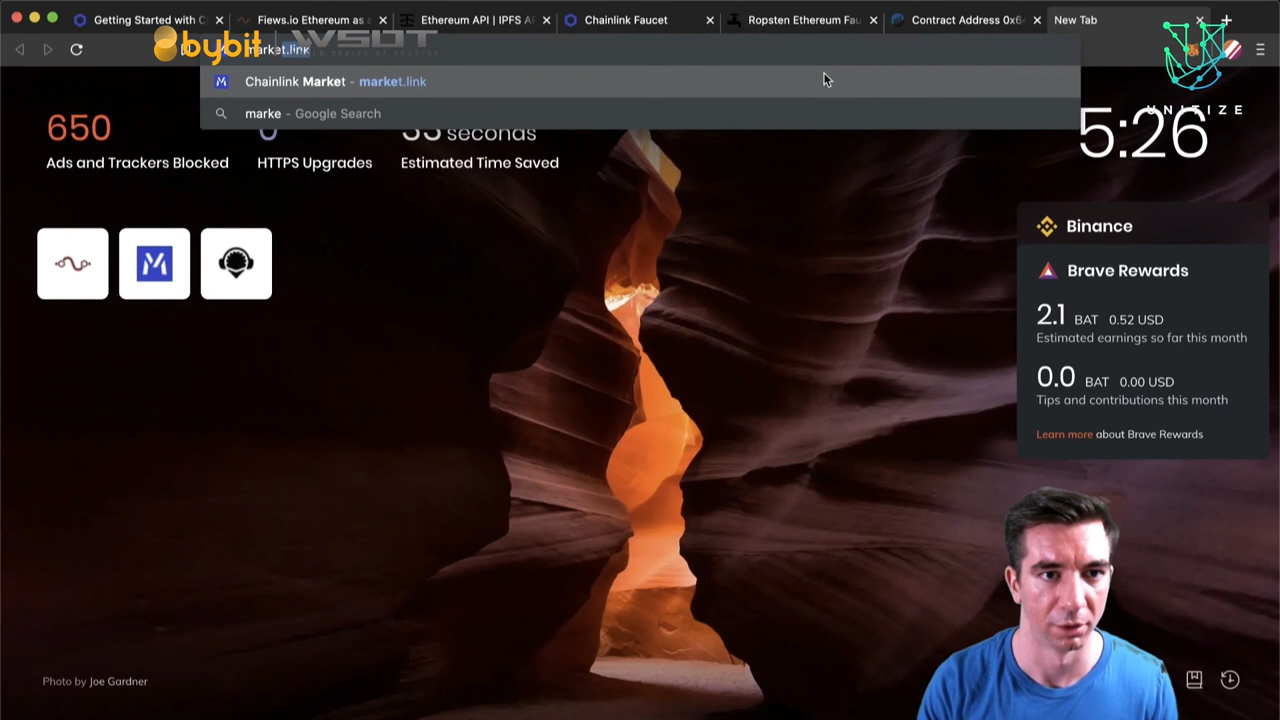 Getting Started with C
Fiews.io Ethereum as a
Ethereum API | IPFS A
Chainlink Faucet
Ropsten Ethereum Fau
Contract Address 0x64
New Tab
market.link
BYBIT
WSOT
Chainlink Market - market.link
marke - Google Search
UNITIZE
650
Ads and Trackers Blocked
HTTPS Upgrades
seconds
Estimated Time Saved
5:26
Binance
Brave Rewards
2.1 BAT 0.52 USD
Estimated earnings so far this month
0.0 BAT 0.00 USD
Tips and contributions this month
Learn more about Brave Rewards
Photo by Joe Gardner